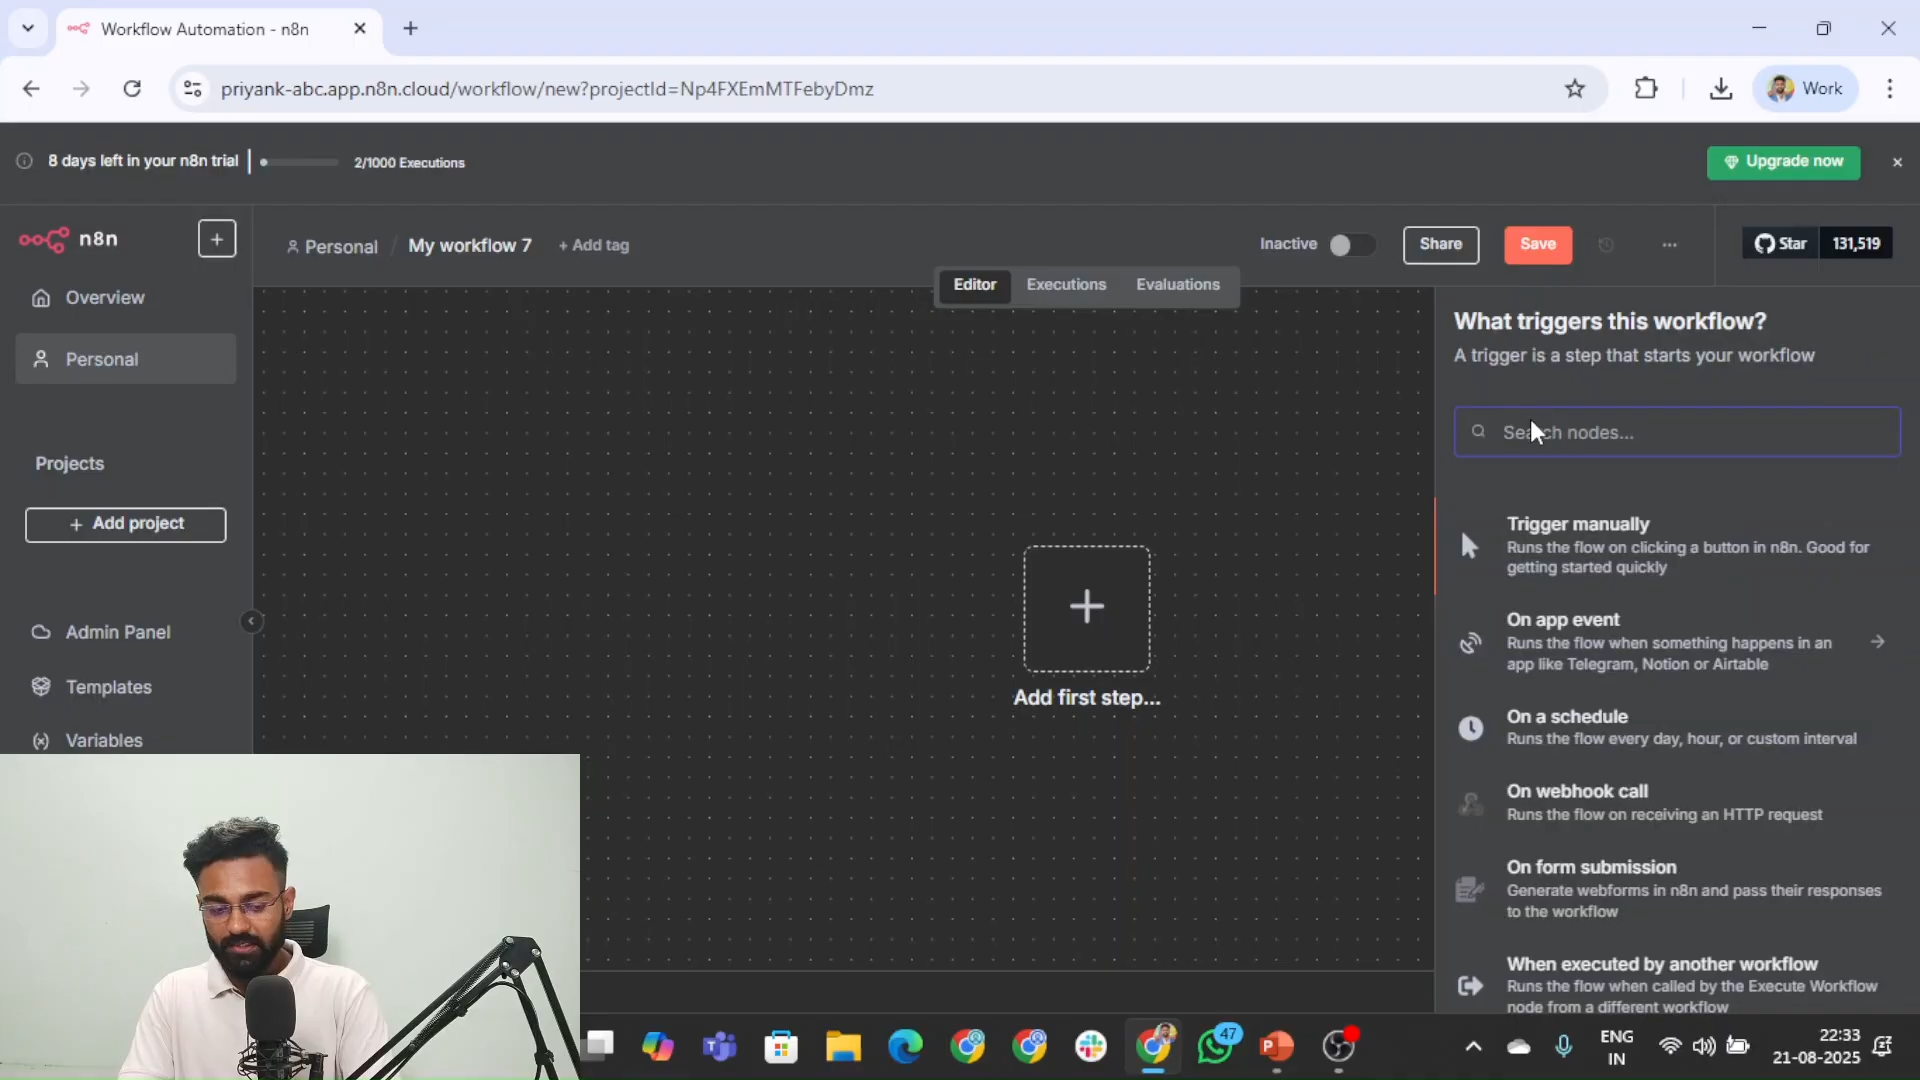 Workflow Automation - n8n
priyank-abc.app.n8n.cloud/workflow/new?projectId=Np4FXEmMTFebyDmz
Work
8 days left in your n8n trial
2/1000 Executions
Upgrade now
n8n
Personal / My workflow 7 + Add tag
Inactive
Share
Save
Star 131,519
Editor
Executions
Evaluations
Overview
Personal
Projects
+ Add project
Admin Panel
Templates
Variables
Add first step...
What triggers this workflow?
A trigger is a step that starts your workflow
Search nodes...
Trigger manually
Runs the flow on clicking a button in n8n. Good for
getting started quickly
On app event
Runs the flow when something happens in an
app like Telegram, Notion or Airtable
On a schedule
Runs the flow every day, hour, or custom interval
On webhook call
Runs the flow on receiving an HTTP request
On form submission
Generate webforms in n8n and pass their responses
to the workflow
When executed by another workflow
Runs the flow when called by the Execute Workflow
node from a different workflow
47
ENG
IN
22:33
21-08-2025